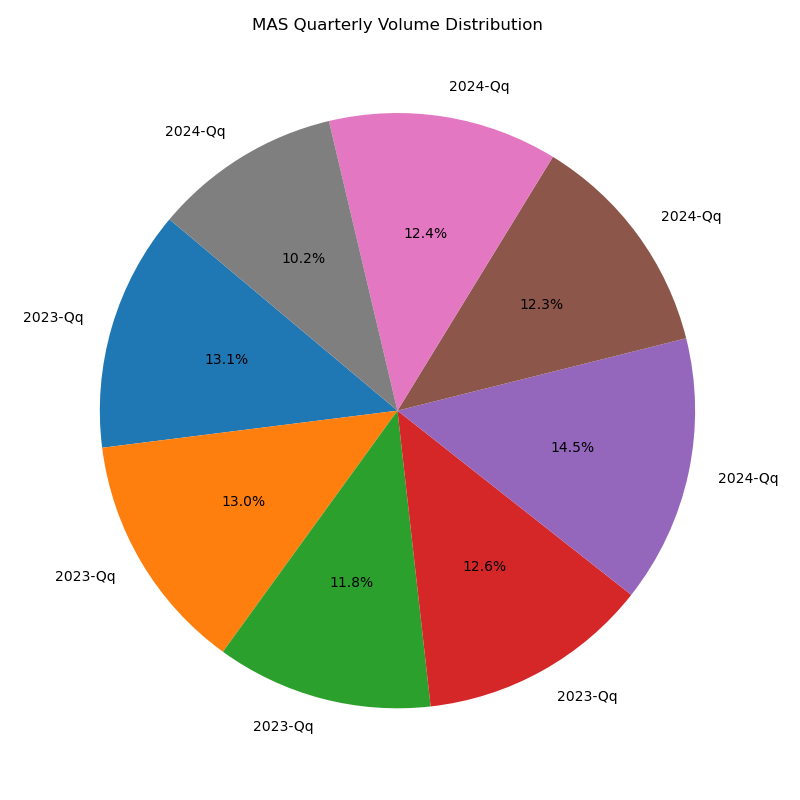 MAS Quarterly Volume Distribution
2024-Qq
2024-Qq
2024-Qq
12.4%
10.2%
12.3%
2023-Qq
13.1%
14.5%
2024-Qq
13.0%
12.6%
2023-Qq
11.8%
2023-Qq
2023-Qq